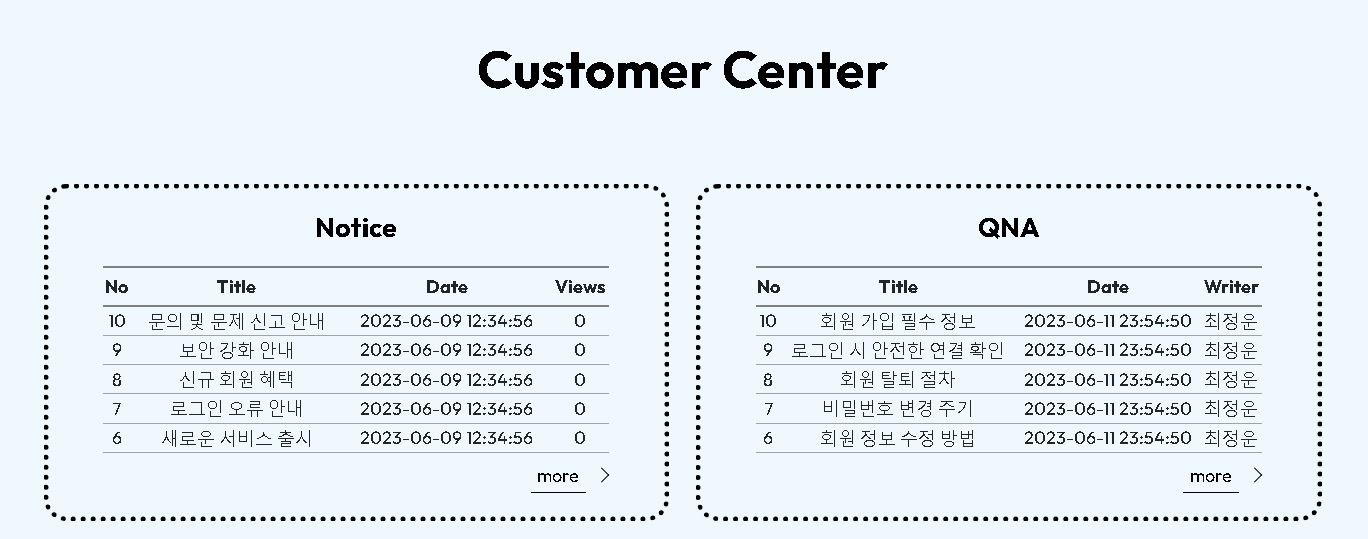 Customer Center
Notice
No Title Date Views
10 문의 및 문제 신고 안내 2023-06-09 12:34:56 0
9 보안 강화 안내 2023-06-09 12:34:56 0
8 신규 회원 혜택 2023-06-09 12:34:56 0
7 로그인 오류 안내 2023-06-09 12:34:56 0
6 새로운 서비스 출시 2023-06-09 12:34:56 0
more
QNA
No Title Date Writer
10 회원 가입 필수 정보 2023-06-11 23:54:50 최정운
9 로그인 시 안전한 연결 확인 2023-06-11 23:54:50 최정운
8 회원 탈퇴 절차 2023-06-11 23:54:50 최정운
7 비밀번호 변경 주기 2023-06-11 23:54:50 최정운
6 회원 정보 수정 방법 2023-06-11 23:54:50 최정운
more